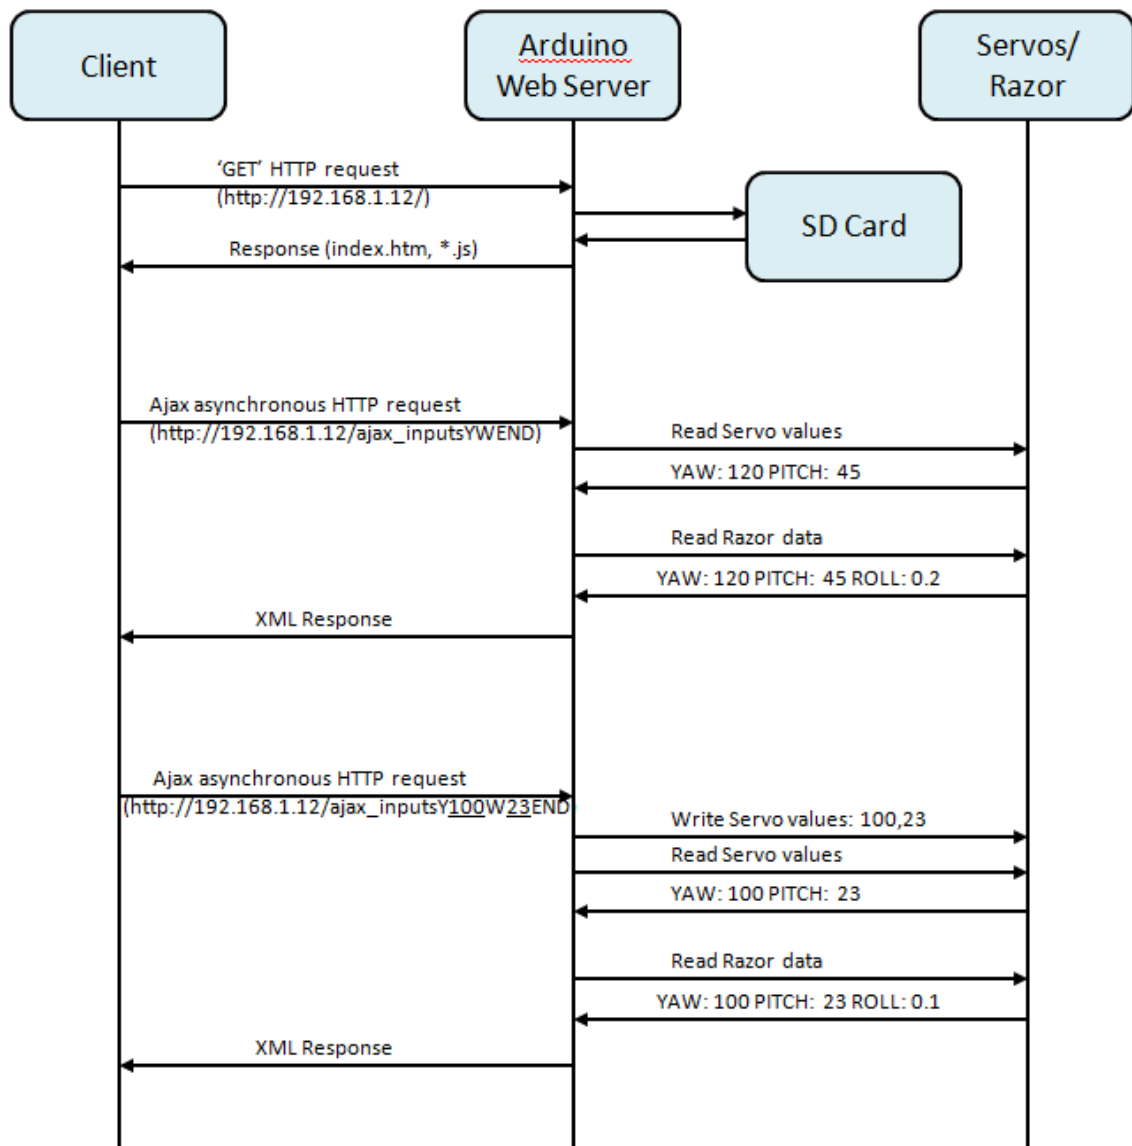 Client
Arduino
Web Server
Servos/
Razor
‘GET’ HTTP request
(http://192.168.1.12/)
SD Card
Response (index.htm, *.js)
Ajax asynchronous HTTP request
(http://192.168.1.12/ajax_inputsYWEND)
Read Servo values
YAW: 120 PITCH: 45
Read Razor data
YAW: 120 PITCH: 45 ROLL: 0.2
XML Response
Ajax asynchronous HTTP request
(http://192.168.1.12/ajax_inputsY100W23END)
Write Servo values: 100,23
Read Servo values
YAW: 100 PITCH: 23
Read Razor data
YAW: 100 PITCH: 23 ROLL: 0.1
XML Response